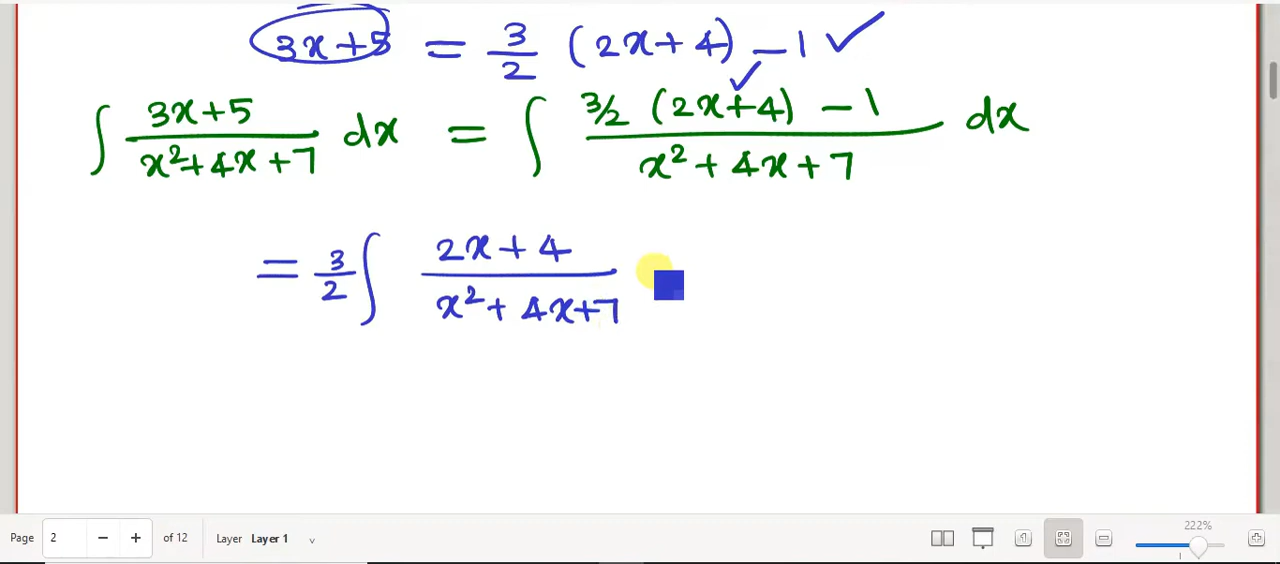 3x+5 = 3/2 (2x+4) -1 ✓
∫ 3x+5 / x²+4x+7 dx = ∫ 3/2 (2x+4) -1 / x²+4x+7 dx
= 3/2 ∫ 2x+4 / x²+4x+7
Page 2 - + of 12 Layer Layer 1 222%